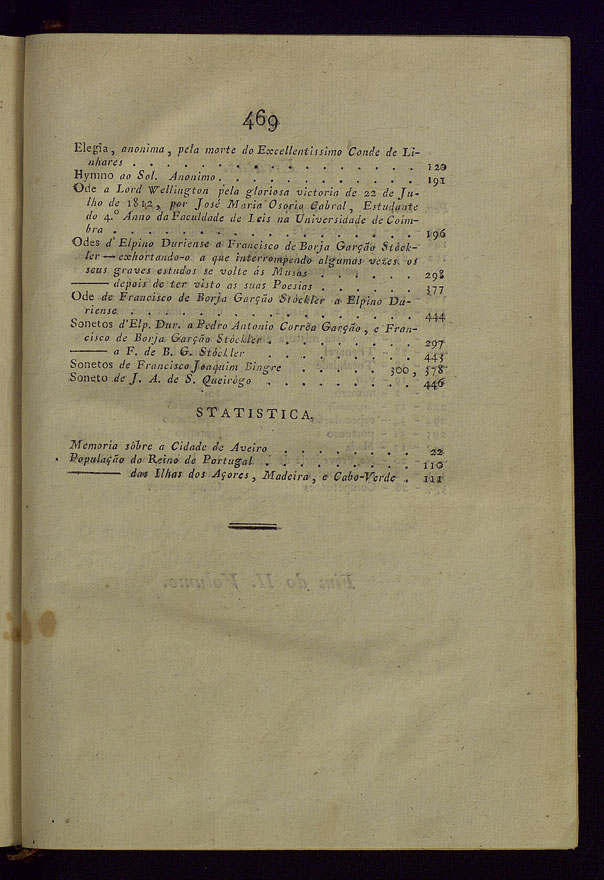 469
Elegia, anonima, pela morte do Excellentissimo Conde de Li-
nhares . . . . . . . . . . . . . . . . 120
Hymno ao Sol. Anonimo . . . . . . . . . 191
Ode a Lord Wellington pela gloriosa victoria de 22 de Ju-
lho de 1812, por José Maria Osorio Cabral, Estudante
do 4.º Anno da Faculdade de Leis na Universidade de Coim-
bra . . . . . . . . . . . . . . . . . 196
Odes d'Elpino Duriense a Francisco de Borja Garção Stóck-
ler — exhortando-o a que interrompendo algumas vezes os
seus graves estudos se volte ás Musas . . . . . 298
—— depois de ter visto as suas Poesias . . . . . . 377
Ode de Francisco de Borja Garção Stóckler a Elpino Du-
riense . . . . . . . . . . . . . . . . 444
Sonetos d'Elp. Dur. a Pedro Antonio Corrêa Garção, e Fran-
cisco de Borja Garção Stóckler . . . . . . . . 297
—— a F. de B. G. Stóckler . . . . . . . . 443
Sonetos de Francisco Joaquim Bingre . . . . . 300, 378
Soneto de J. A. de S. Queirógo . . . . . . . . 446
STATISTICA.
Memoria sôbre a Cidade de Aveiro . . . . . . . 22
População do Reino de Portugal . . . . . . . . 110
—— das Ilhas dos Açores, Madeira, e Cabo-Verde . 111